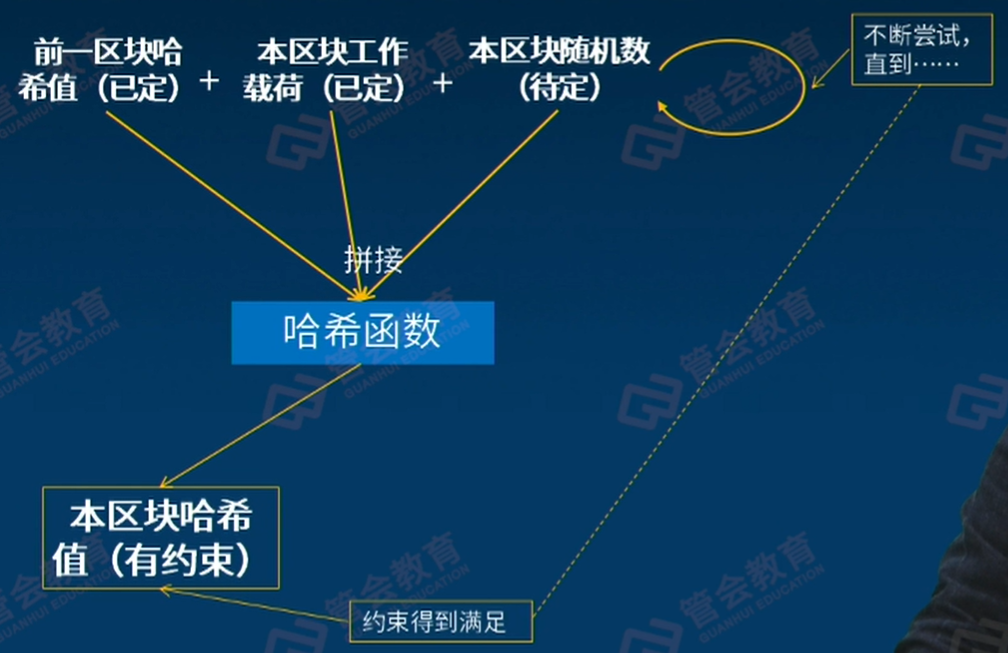 前一区块哈
希值（已定）
+
本区块工作
载荷（已定）
+
本区块随机数
（待定）
不断尝试，
直到……
拼接
哈希函数
本区块哈希
值（有约束）
约束得到满足
管会教育
GUANHUI EDUCATION